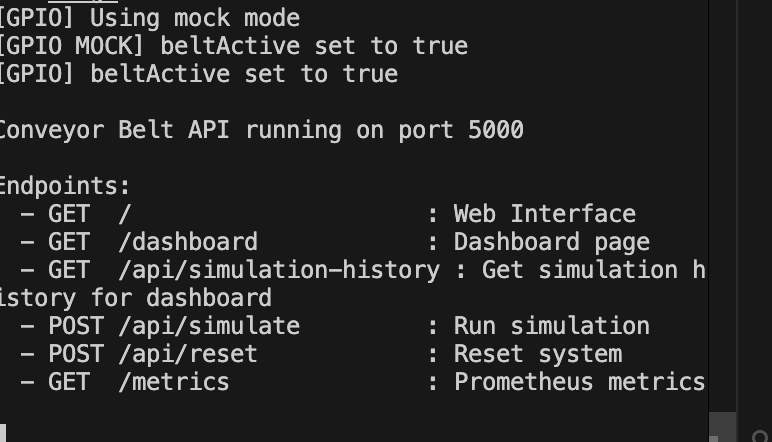 [GPIO] Using mock mode
[GPIO MOCK] beltActive set to true
[GPIO] beltActive set to true
Conveyor Belt API running on port 5000
Endpoints:
- GET / : Web Interface
- GET /dashboard : Dashboard page
- GET /api/simulation-history : Get simulation h
istory for dashboard
- POST /api/simulate : Run simulation
- POST /api/reset : Reset system
- GET /metrics : Prometheus metrics